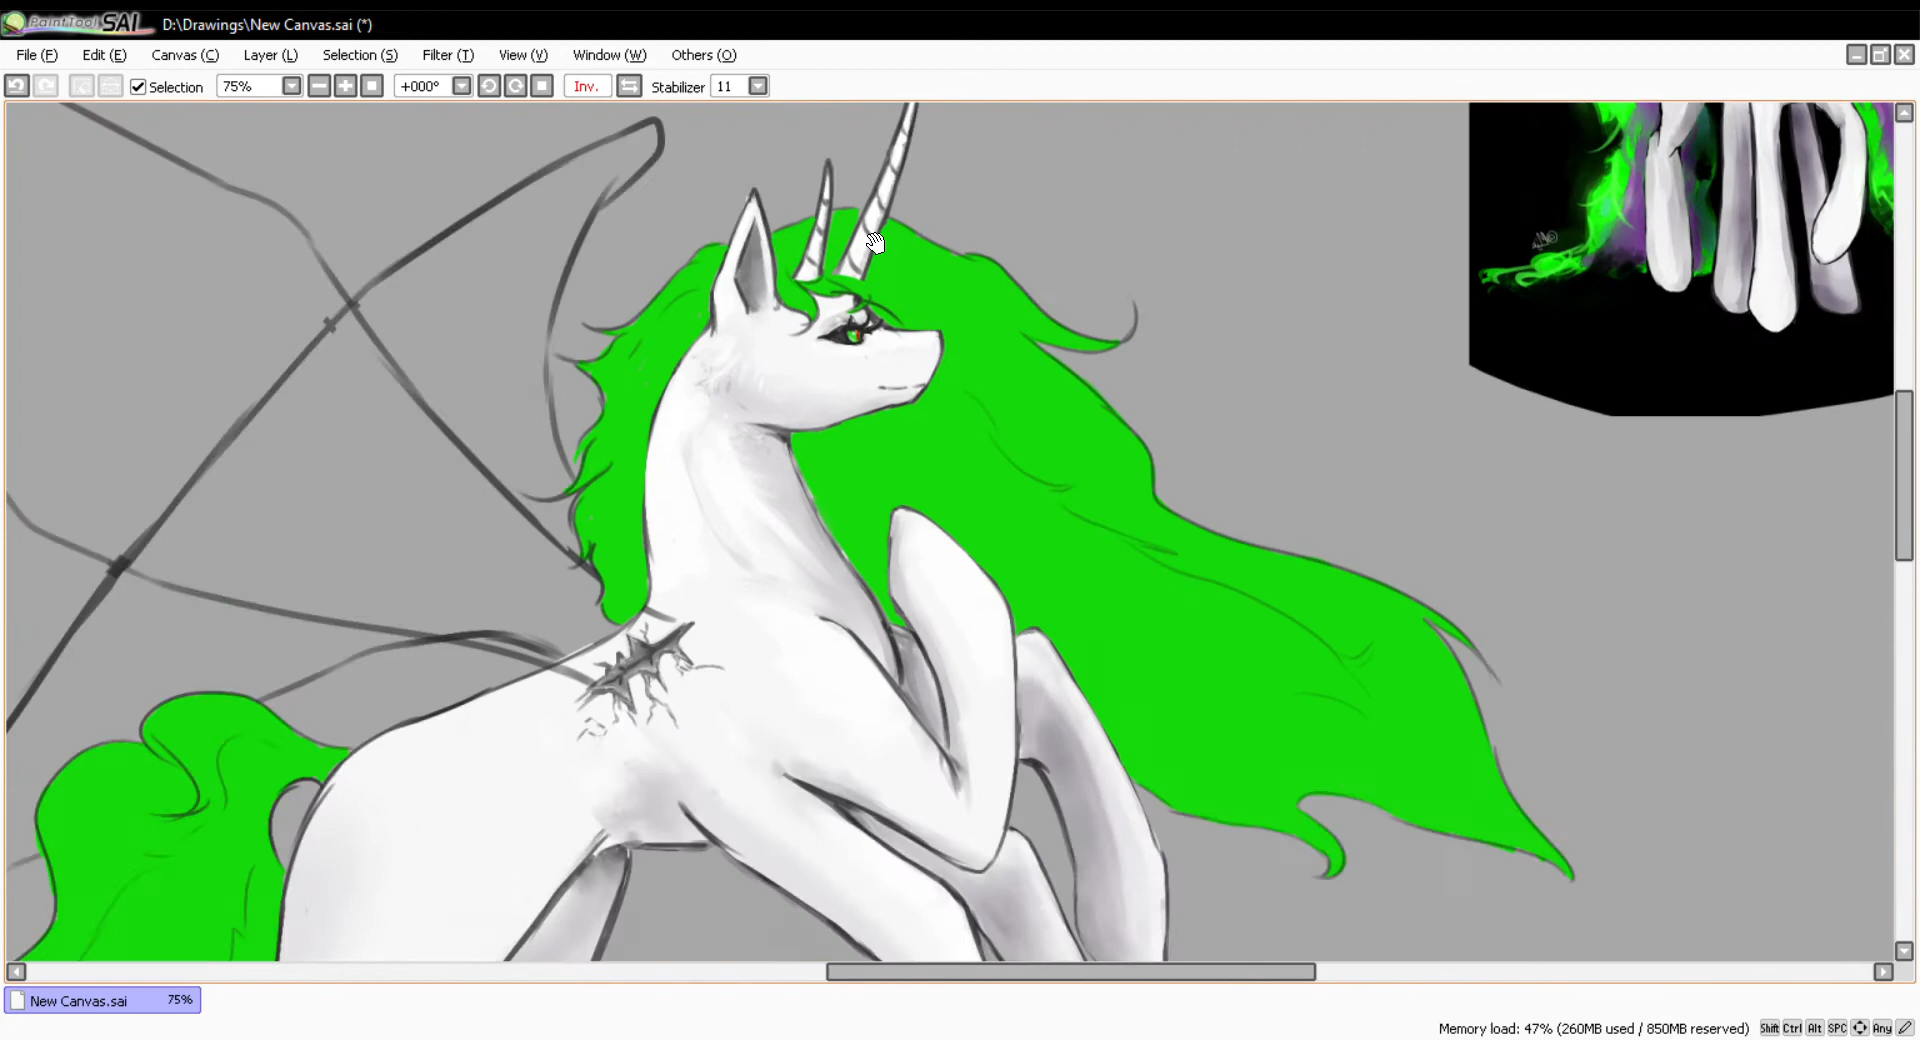 PaintTool SAI D:\Drawings\New Canvas.sai (*)
File (F) Edit (E) Canvas (C) Layer (L) Selection (S) Filter (T) View (V) Window (W) Others (O)
Selection 75% +000° Inv. Stabilizer 11
New Canvas.sai 75%
Memory load: 47% (260MB used / 850MB reserved) Shift Ctrl Alt SPC Any